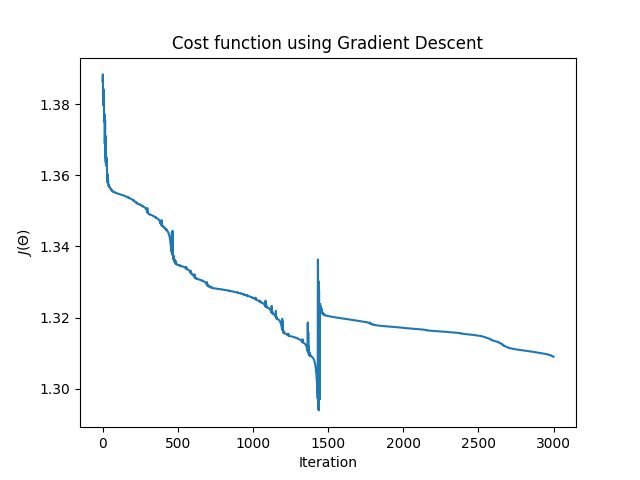 Cost function using Gradient Descent
J(Θ)
1.38
1.36
1.34
1.32
1.30
0 500 1000 1500 2000 2500 3000
Iteration